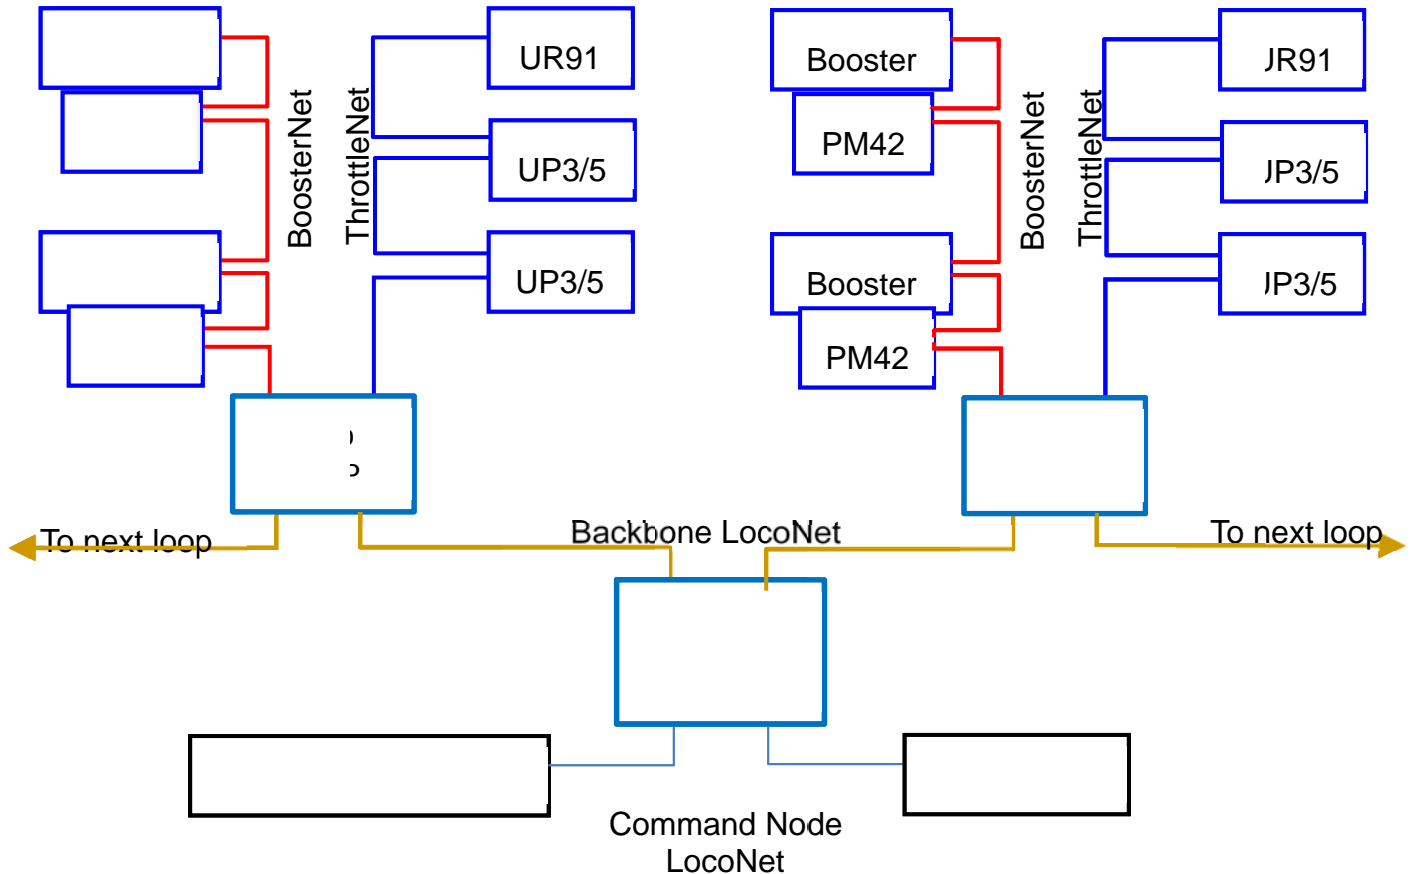 UR91
UP3/5
UP3/5
BoosterNet
ThrottleNet
Booster
PM42
Booster
PM42
BoosterNet
ThrottleNet
JR91
JP3/5
JP3/5
To next loop
Backbone LocoNet
To next loop
Command Node
LocoNet